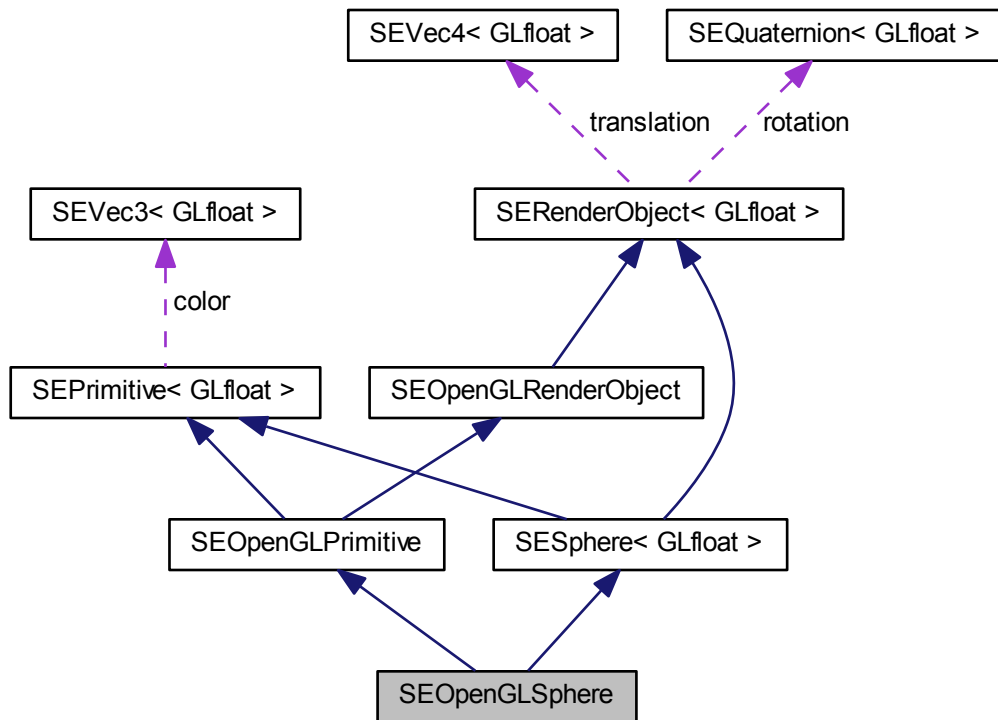 SEVec4< GLfloat >
SEQuaternion< GLfloat >
translation
rotation
SEVec3< GLfloat >
SERenderObject< GLfloat >
color
SEPrimitive< GLfloat >
SEOpenGLRenderObject
SEOpenGLPrimitive
SESphere< GLfloat >
SEOpenGLSphere